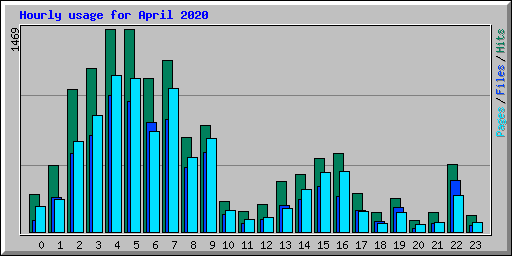 Hourly usage for April 2020
1469
Pages / Files / Hits
0 1 2 3 4 5 6 7 8 9 10 11 12 13 14 15 16 17 18 19 20 21 22 23